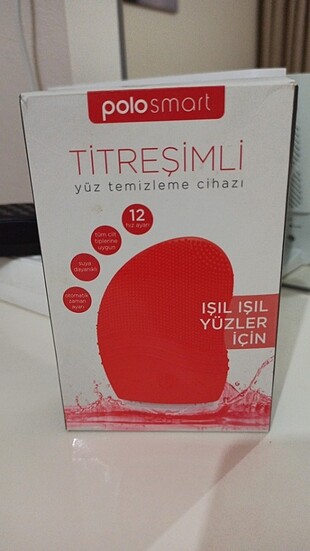 polosmart
TİTREŞİMLİ
yüz temizleme cihazı
12
hız ayarı
tüm cilt
tiplerine
uygun
suya
dayanıklı
otomatik
zaman
ayarı
IŞIL IŞIL
YÜZLER
İÇİN